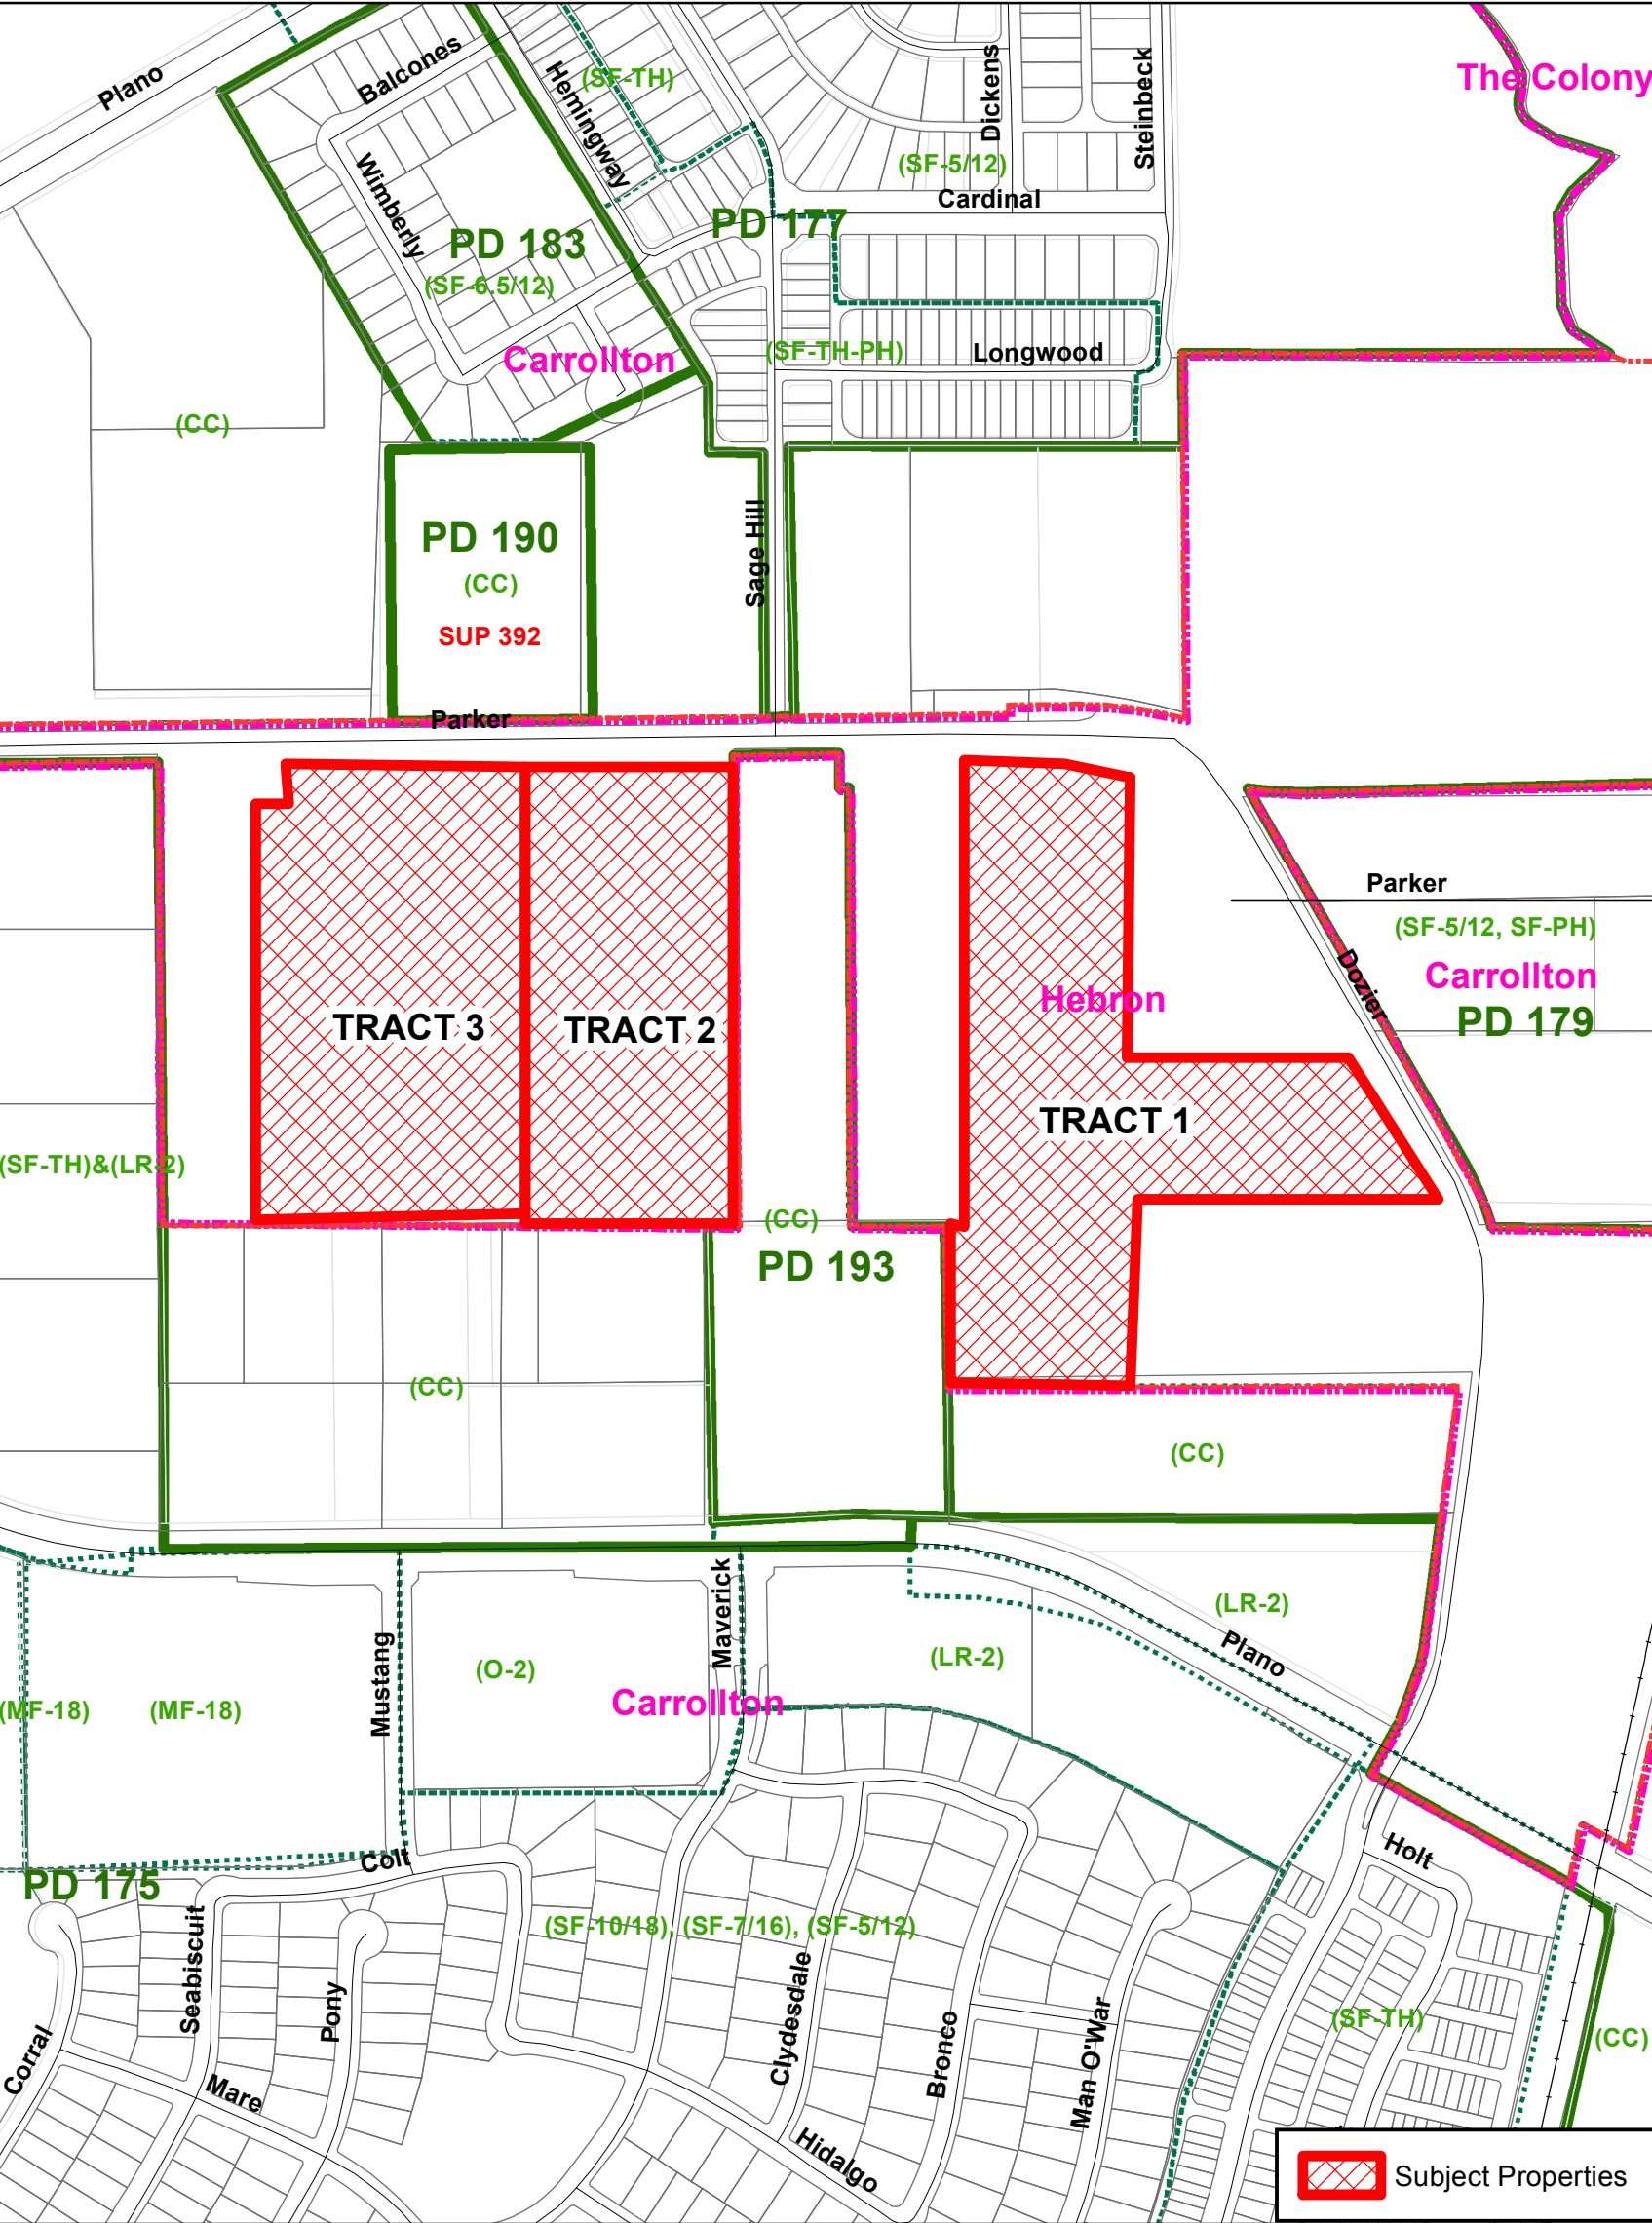 Plano
Balcones
Hemingway
(SF-TH)
Dickens
Steinbeck
The Colony
Wimberly
(SF-5/12)
Cardinal
PD 177
PD 183
(SF-6.5/12)
Carrollton
(SF-TH-PH)
Longwood
(CC)
PD 190
(CC)
SUP 392
Sage Hill
Parker
Parker
(SF-5/12, SF-PH)
Carrollton
PD 179
Dozier
Hebron
TRACT 3
TRACT 2
TRACT 1
(SF-TH)&(LR-2)
(CC)
PD 193
(CC)
(CC)
(LR-2)
Plano
Maverick
Mustang
(O-2)
(LR-2)
Carrollton
(MF-18)
(MF-18)
Holt
Colt
PD 175
Seabiscuit
(SF-10/18), (SF-7/16), (SF-5/12)
Pony
Clydesdale
Bronco
Man O'War
(SF-TH)
(CC)
Corral
Mare
Hidalgo
Subject Properties